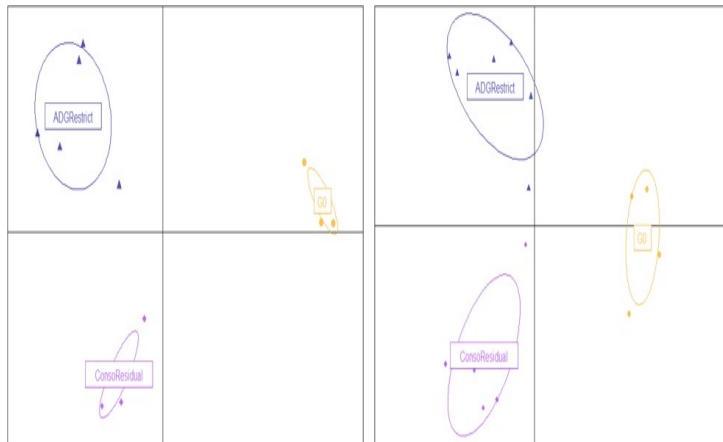 ADGRestrict
G0
ConsoResidual
ADGRestrict
G0
ConsoResidual